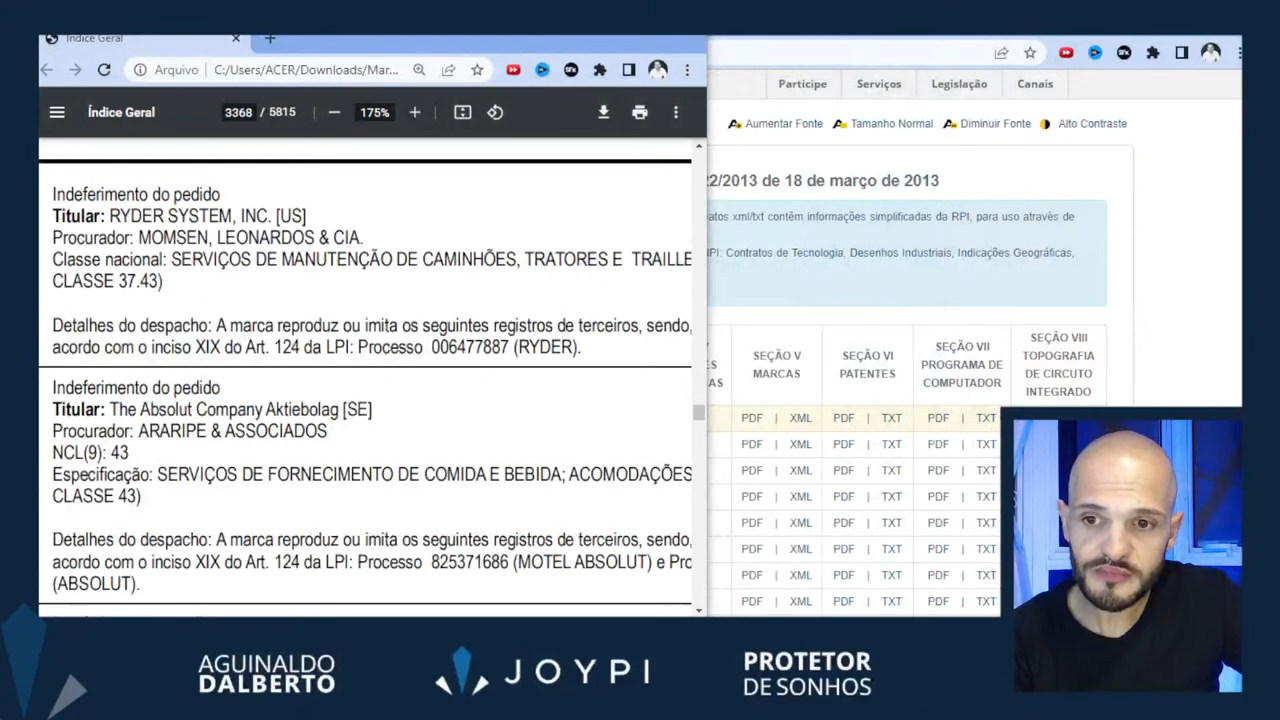 Índice Geral
Arquivo C:/Users/ACER/Downloads/Mar...
Índice Geral 3368 / 5815 175%
Indeferimento do pedido
Titular: RYDER SYSTEM, INC. [US]
Procurador: MOMSEN, LEONARDOS & CIA.
Classe nacional: SERVIÇOS DE MANUTENÇÃO DE CAMINHÕES, TRATORES E TRAILLE
CLASSE 37.43)
Detalhes do despacho: A marca reproduz ou imita os seguintes registros de terceiros, sendo,
acordo com o inciso XIX do Art. 124 da LPI: Processo 006477887 (RYDER).
Indeferimento do pedido
Titular: The Absolut Company Aktiebolag [SE]
Procurador: ARARIPE & ASSOCIADOS
NCL(9): 43
Especificação: SERVIÇOS DE FORNECIMENTO DE COMIDA E BEBIDA; ACOMODAÇÕES
CLASSE 43)
Detalhes do despacho: A marca reproduz ou imita os seguintes registros de terceiros, sendo,
acordo com o inciso XIX do Art. 124 da LPI: Processo 825371686 (MOTEL ABSOLUT) e Pro
(ABSOLUT).
Participe Serviços Legislação Canais
Aumentar Fonte Tamanho Normal Diminuir Fonte Alto Contraste
22/2013 de 18 de março de 2013
atos xml/txt contêm informações simplificadas da RPI, para uso através de
IPI: Contratos de Tecnologia, Desenhos Industriais, Indicações Geográficas,
SEÇÃO V
MARCAS
SEÇÃO VI
PATENTES
SEÇÃO VII
PROGRAMA DE
COMPUTADOR
SEÇÃO VIII
TOPOGRAFIA
DE CIRCUTO
INTEGRADO
PDF | XML PDF | TXT PDF | TXT
PDF | XML PDF | TXT PDF | TXT
PDF | XML PDF | TXT PDF | TXT
PDF | XML PDF | TXT PDF | TXT
PDF | XML PDF | TXT PDF | TXT
PDF | XML PDF | TXT PDF | TXT
PDF | XML PDF | TXT PDF | TXT
PDF | XML PDF | TXT PDF | TXT
AGUINALDO
DALBERTO
JOYPI
PROTETOR
DE SONHOS